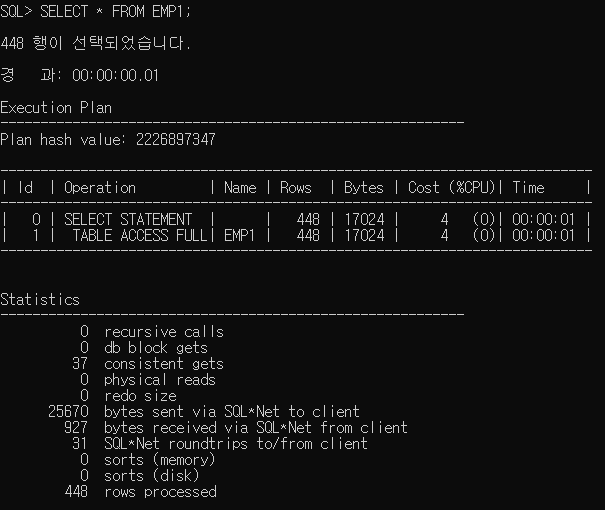 SQL> SELECT * FROM EMP1;
448 행이 선택되었습니다.
경   과: 00:00:00.01
Execution Plan
----------------------------------------------------------
Plan hash value: 2226897347
--------------------------------------------------------------------------
| Id  | Operation         | Name | Rows  | Bytes | Cost (%CPU)| Time     |
--------------------------------------------------------------------------
|   0 | SELECT STATEMENT  |      |   448 | 17024 |     4   (0)| 00:00:01 |
|   1 |  TABLE ACCESS FULL| EMP1 |   448 | 17024 |     4   (0)| 00:00:01 |
--------------------------------------------------------------------------
Statistics
----------------------------------------------------------
          0  recursive calls
          0  db block gets
         37  consistent gets
          0  physical reads
          0  redo size
      25670  bytes sent via SQL*Net to client
        927  bytes received via SQL*Net from client
         31  SQL*Net roundtrips to/from client
          0  sorts (memory)
          0  sorts (disk)
        448  rows processed